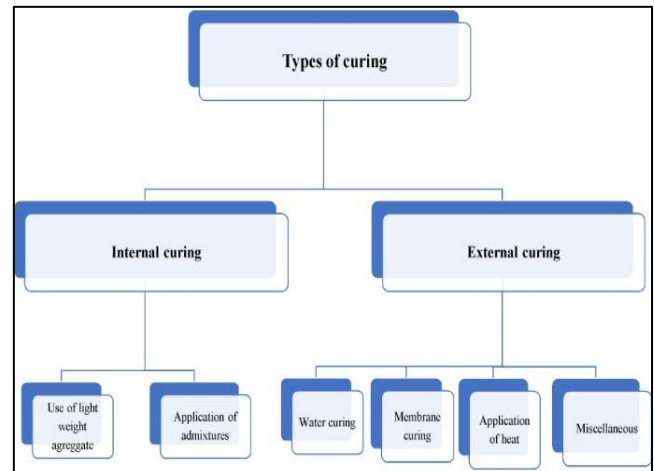 Types of curing
Internal curing
External curing
Use of light
weight
agreggate
Application of
admixtures
Water curing
Membrane
curing
Application
of heat
Miscellaneous